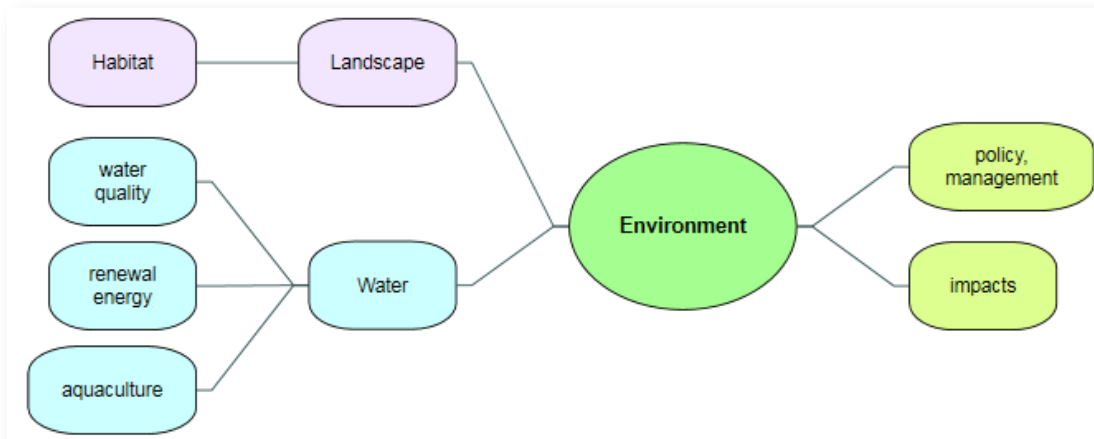 Habitat
Landscape
water
quality
renewal
energy
Water
aquaculture
Environment
policy,
management
impacts